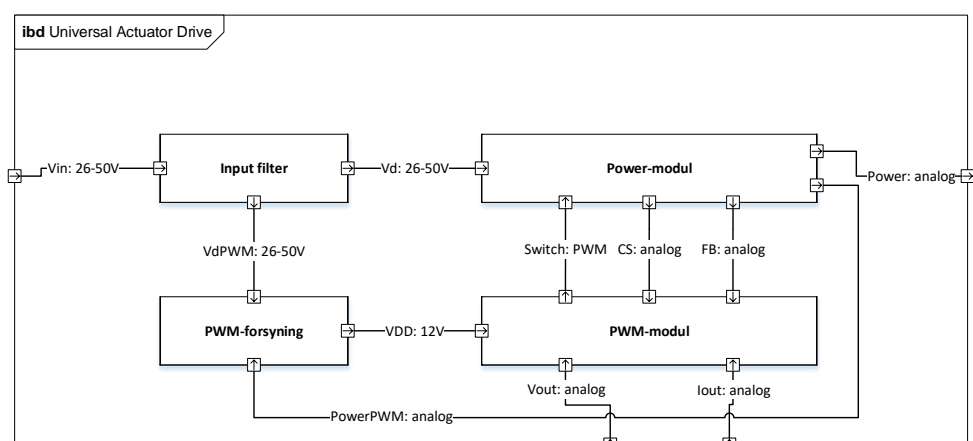 ibd Universal Actuator Drive
Vin: 26-50V
Input filter
Vd: 26-50V
Power-modul
Power: analog
VdPWM: 26-50V
Switch: PWM
CS: analog
FB: analog
PWM-forsyning
VDD: 12V
PWM-modul
Vout: analog
Iout: analog
PowerPWM: analog